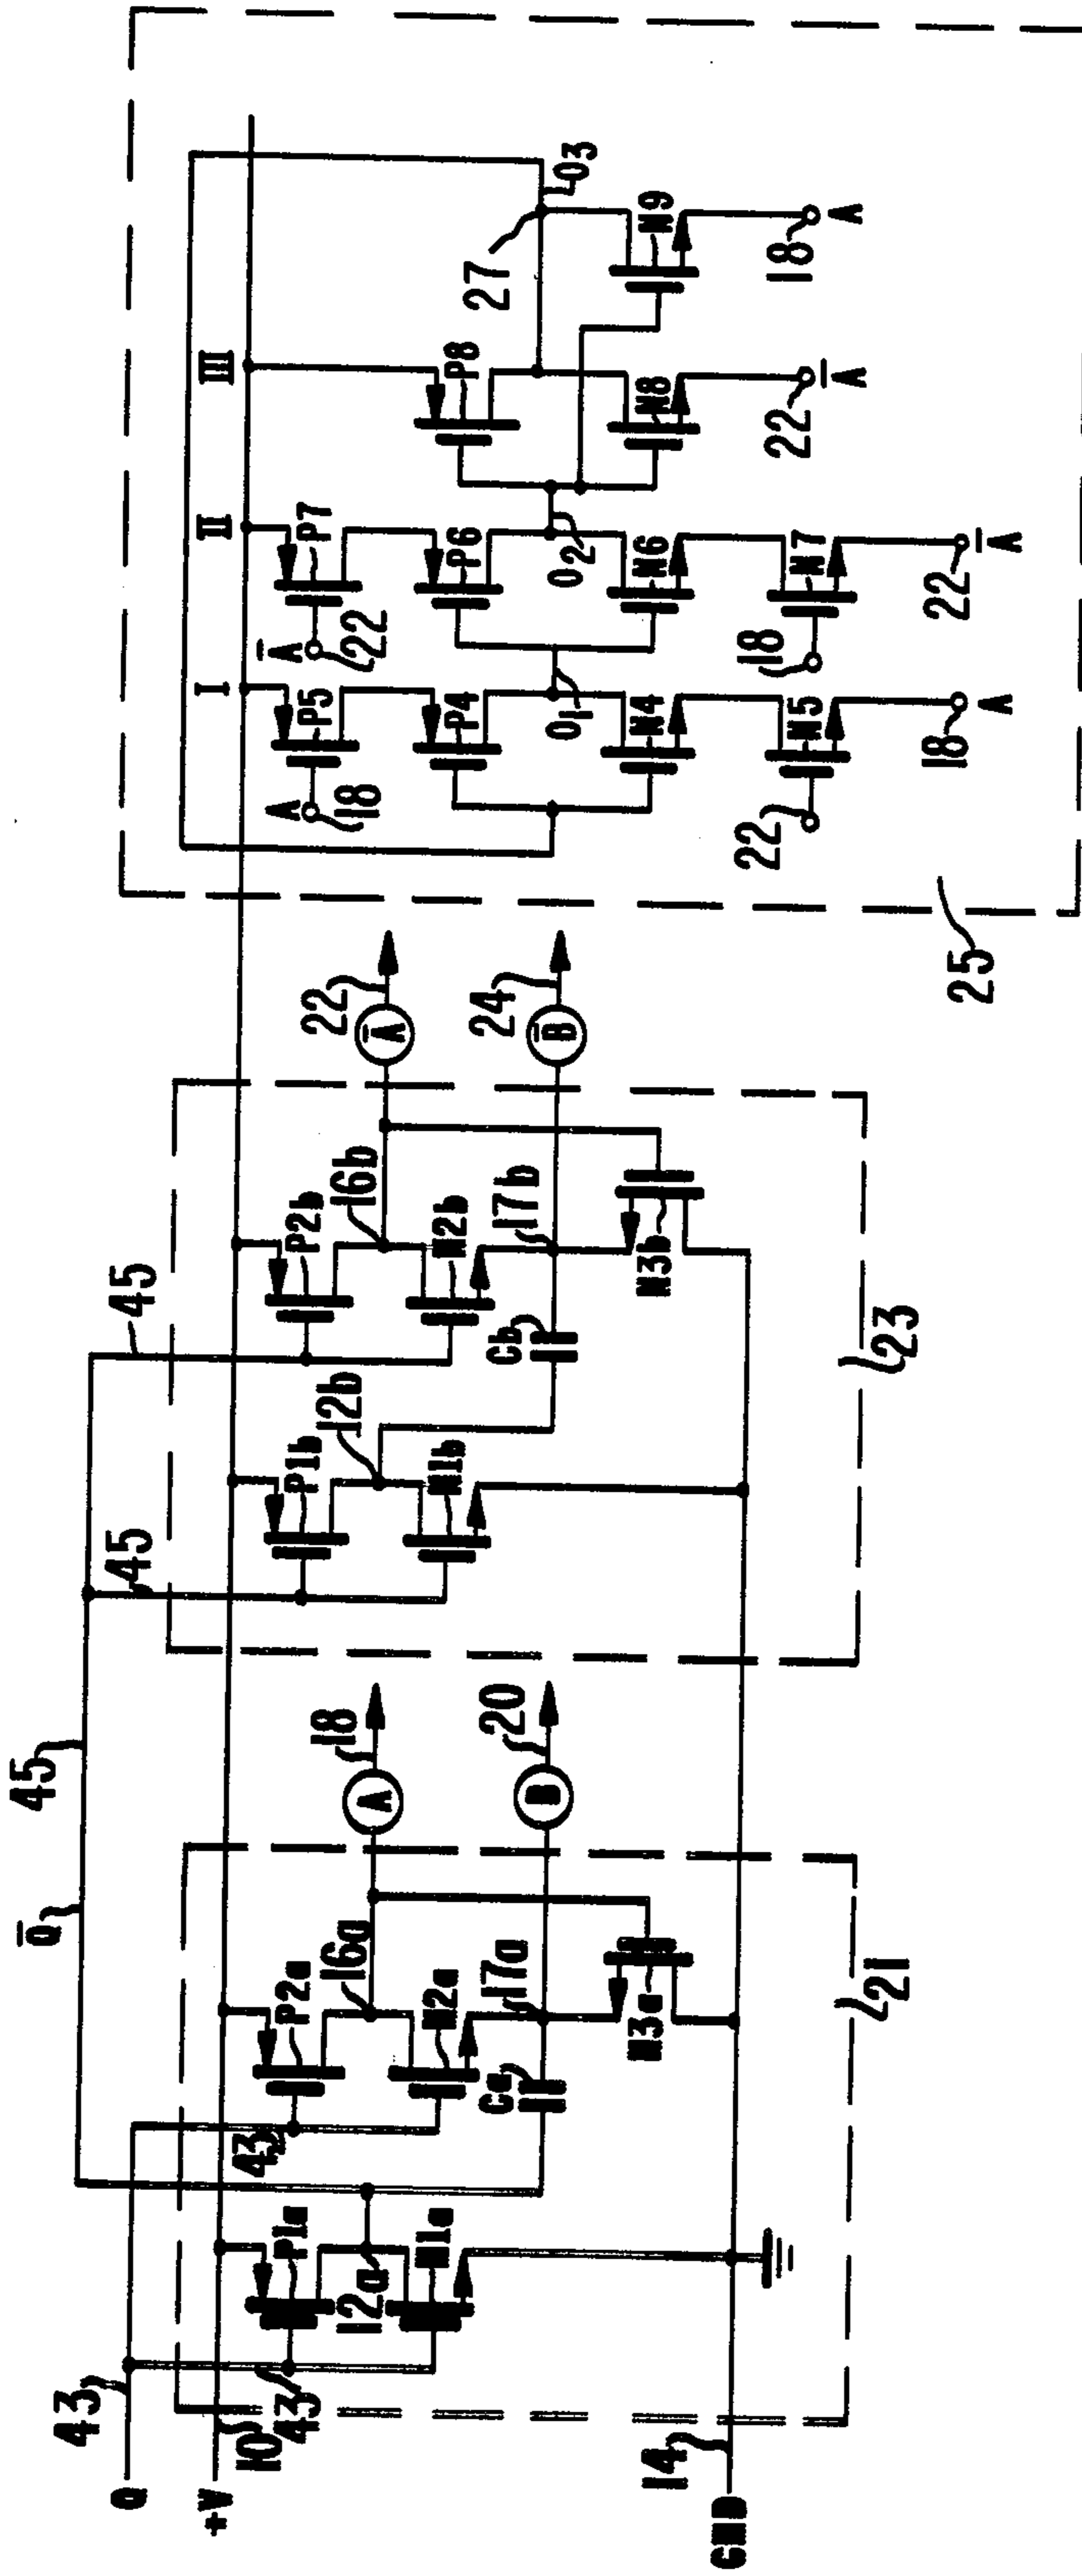 Q
43
+V
10
43
GND
14
P1a
12a
N1a
43
P2a
16a
N2a
17a
Ca
N3a
21
Q̅
45
A
18
B
20
45
P1b
12b
N1b
45
P2b
16b
N2b
17b
Cb
N3b
23
A̅
22
B̅
24
25
I
A
18
P5
P4
O1
N4
22
N5
18
A
II
A̅
22
P7
P6
O2
N6
18
N7
22
A̅
III
P8
N8
22
A̅
27
O3
N9
18
A